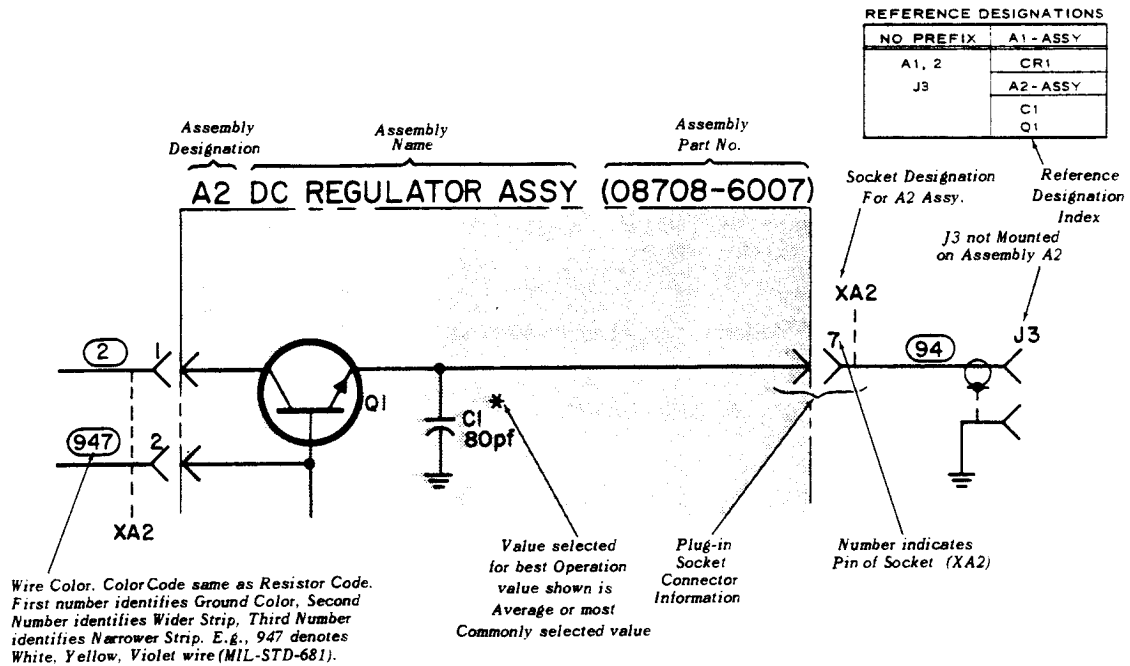 REFERENCE DESIGNATIONS
NO PREFIX A1-ASSY
A1, 2 CR1
J3 A2-ASSY
C1
Q1
Assembly Designation
Assembly Name
Assembly Part No.
A2 DC REGULATOR ASSY (08708-6007)
Socket Designation
For A2 Assy.
Reference
Designation
Index
J3 not Mounted
on Assembly A2
XA2
2 1
7
94
J3
Q1
C1 *
80pf
947 2
XA2
Wire Color. Color Code same as Resistor Code.
First number identifies Ground Color, Second
Number identifies Wider Strip, Third Number
identifies Narrower Strip. E.g., 947 denotes
White, Yellow, Violet wire (MIL-STD-681).
Value selected
for best Operation
value shown is
Average or most
Commonly selected value
Plug-in
Socket
Connector
Information
Number indicates
Pin of Socket (XA2)